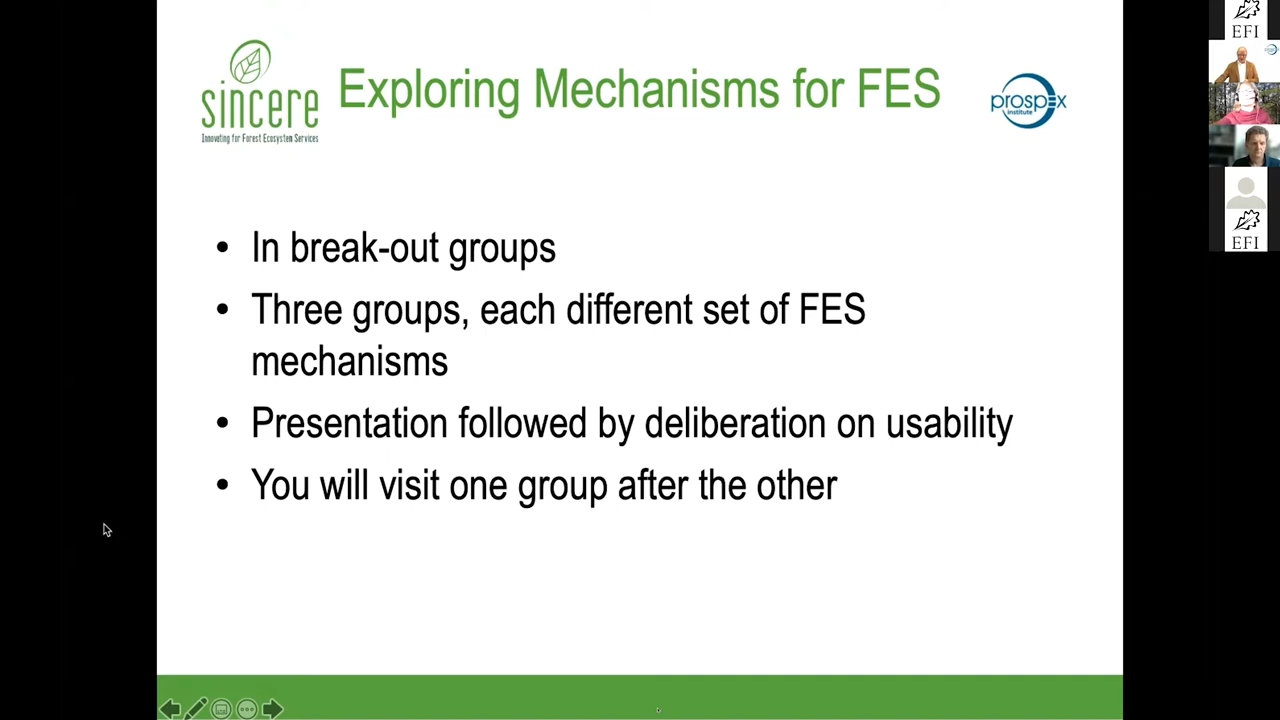 sincere
Innovating for Forest Ecosystem Services
Exploring Mechanisms for FES
prospex
institute
• In break-out groups
• Three groups, each different set of FES
mechanisms
• Presentation followed by deliberation on usability
• You will visit one group after the other
EFI
EFI